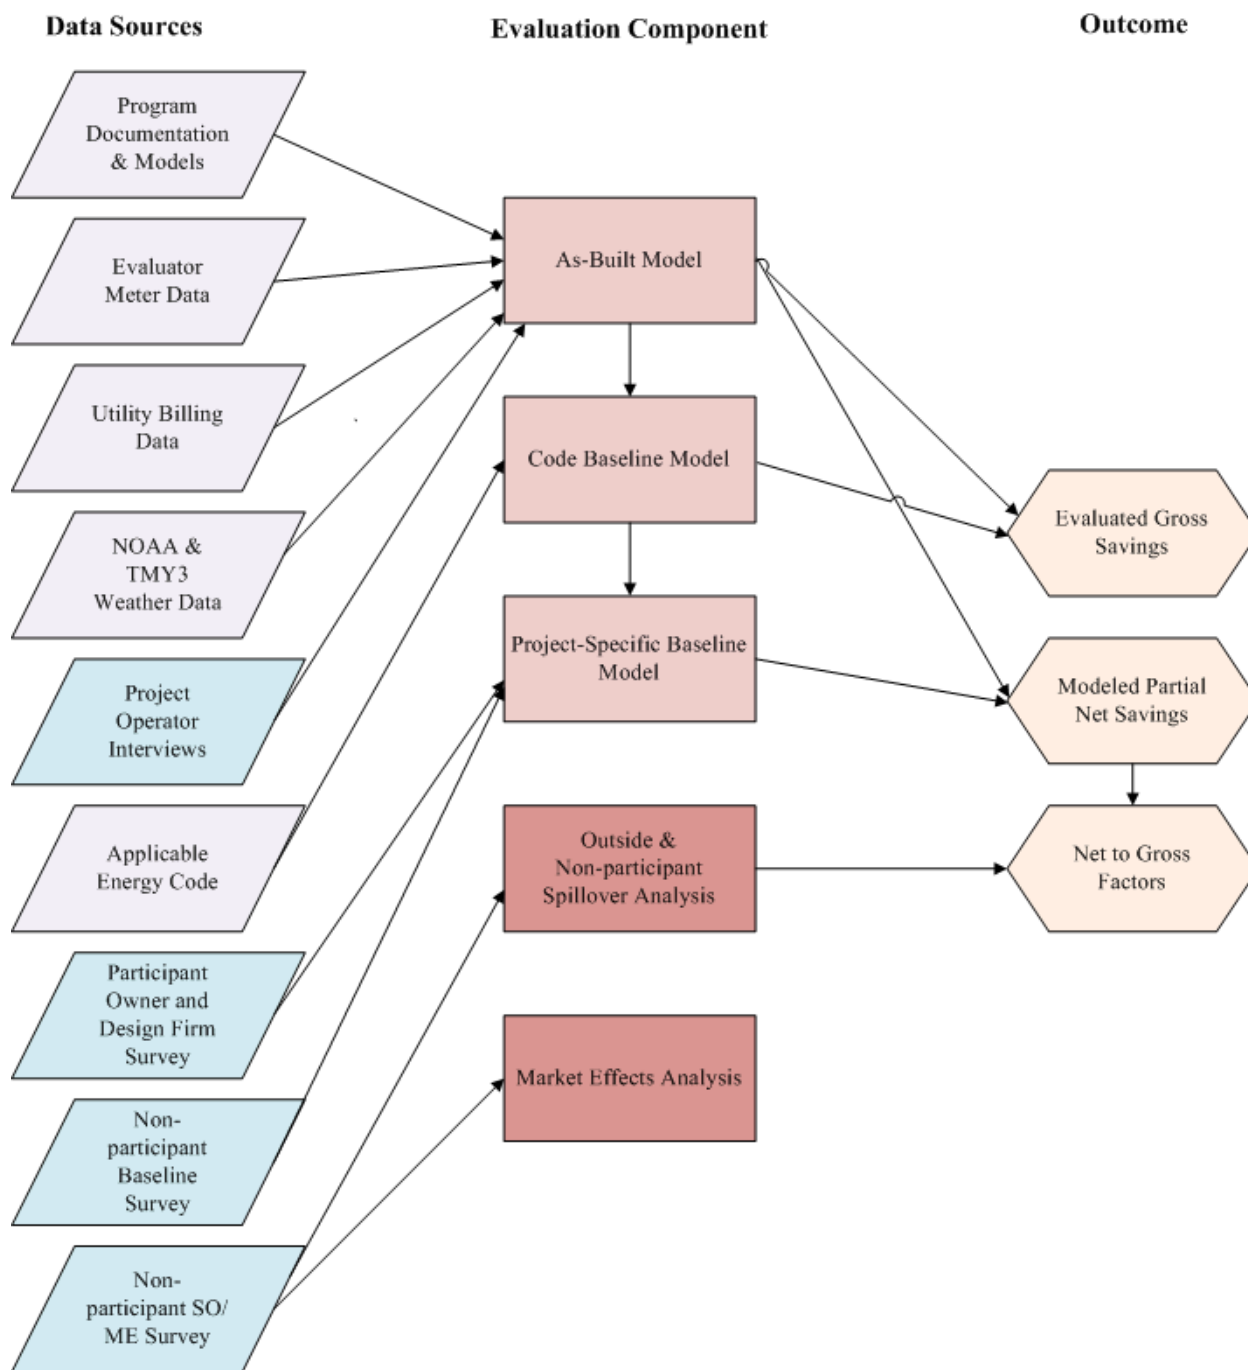 Data Sources
Evaluation Component
Outcome
Program
Documentation
& Models
Evaluator
Meter Data
Utility Billing
Data
NOAA &
TMY3
Weather Data
Project
Operator
Interviews
Applicable
Energy Code
Participant
Owner and
Design Firm
Survey
Non-
participant
Baseline
Survey
Non-
participant SO/
ME Survey
As-Built Model
Code Baseline Model
Project-Specific Baseline
Model
Outside &
Non-participant
Spillover Analysis
Market Effects Analysis
Evaluated Gross
Savings
Modeled Partial
Net Savings
Net to Gross
Factors